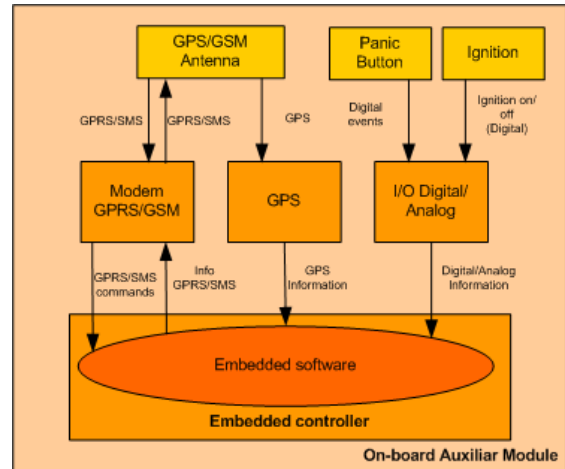 GPS/GSM
Antenna
Panic
Button
Ignition
GPRS/SMS
GPRS/SMS
GPS
Digital
events
Ignition on/
off
(Digital)
Modem
GPRS/GSM
GPS
I/O Digital/
Analog
GPRS/SMS
commands
Info
GPRS/SMS
GPS
Information
Digital/Analog
Information
Embedded software
Embedded controller
On-board Auxiliar Module